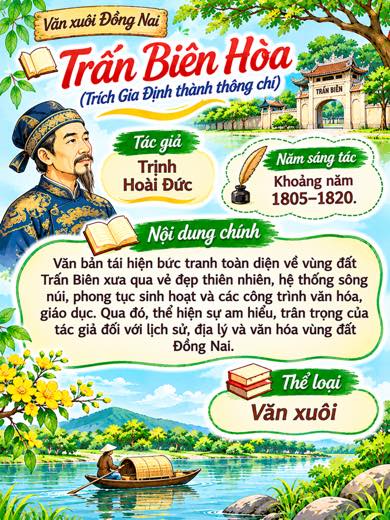 Văn xuôi Đồng Nai
Trấn Biên Hòa
(Trích Gia Định thành thông chí)
TRẤN BIÊN
Tác giả
Trịnh
Hoài Đức
Năm sáng tác
Khoảng năm
1805–1820.
Nội dung chính
Văn bản tái hiện bức tranh toàn diện về vùng đất
Trấn Biên xưa qua vẻ đẹp thiên nhiên, hệ thống sông
núi, phong tục sinh hoạt và các công trình văn hóa,
giáo dục. Qua đó, thể hiện sự am hiểu, trân trọng của
tác giả đối với lịch sử, địa lý và văn hóa vùng đất
Đồng Nai.
Thể loại
Văn xuôi